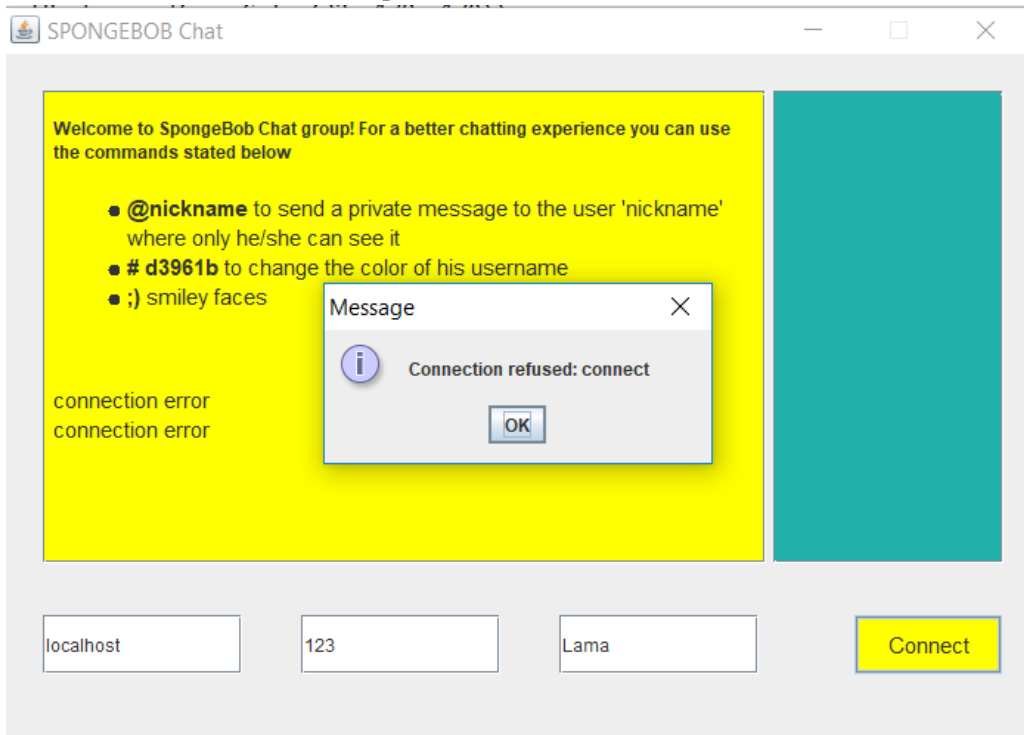 SPONGEBOB Chat
Welcome to SpongeBob Chat group! For a better chatting experience you can use
the commands stated below
@nickname to send a private message to the user 'nickname'
where only he/she can see it
# d3961b to change the color of his username
;) smiley faces
Message
Connection refused: connect
OK
connection error
connection error
localhost
123
Lama
Connect